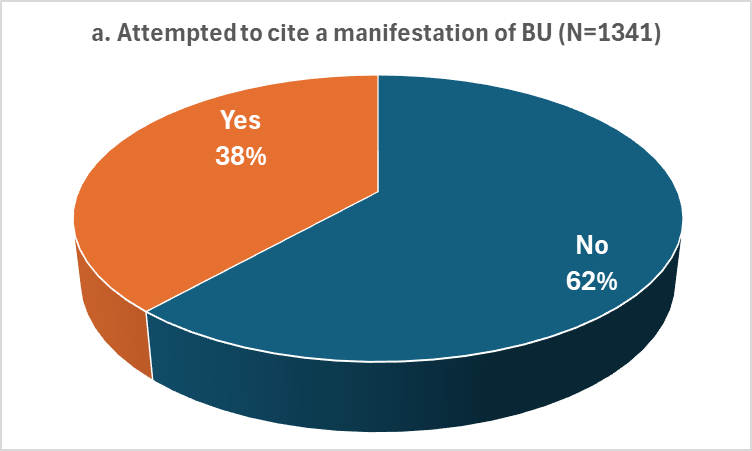 a. Attempted to cite a manifestation of BU (N=1341)
Yes
38%
No
62%